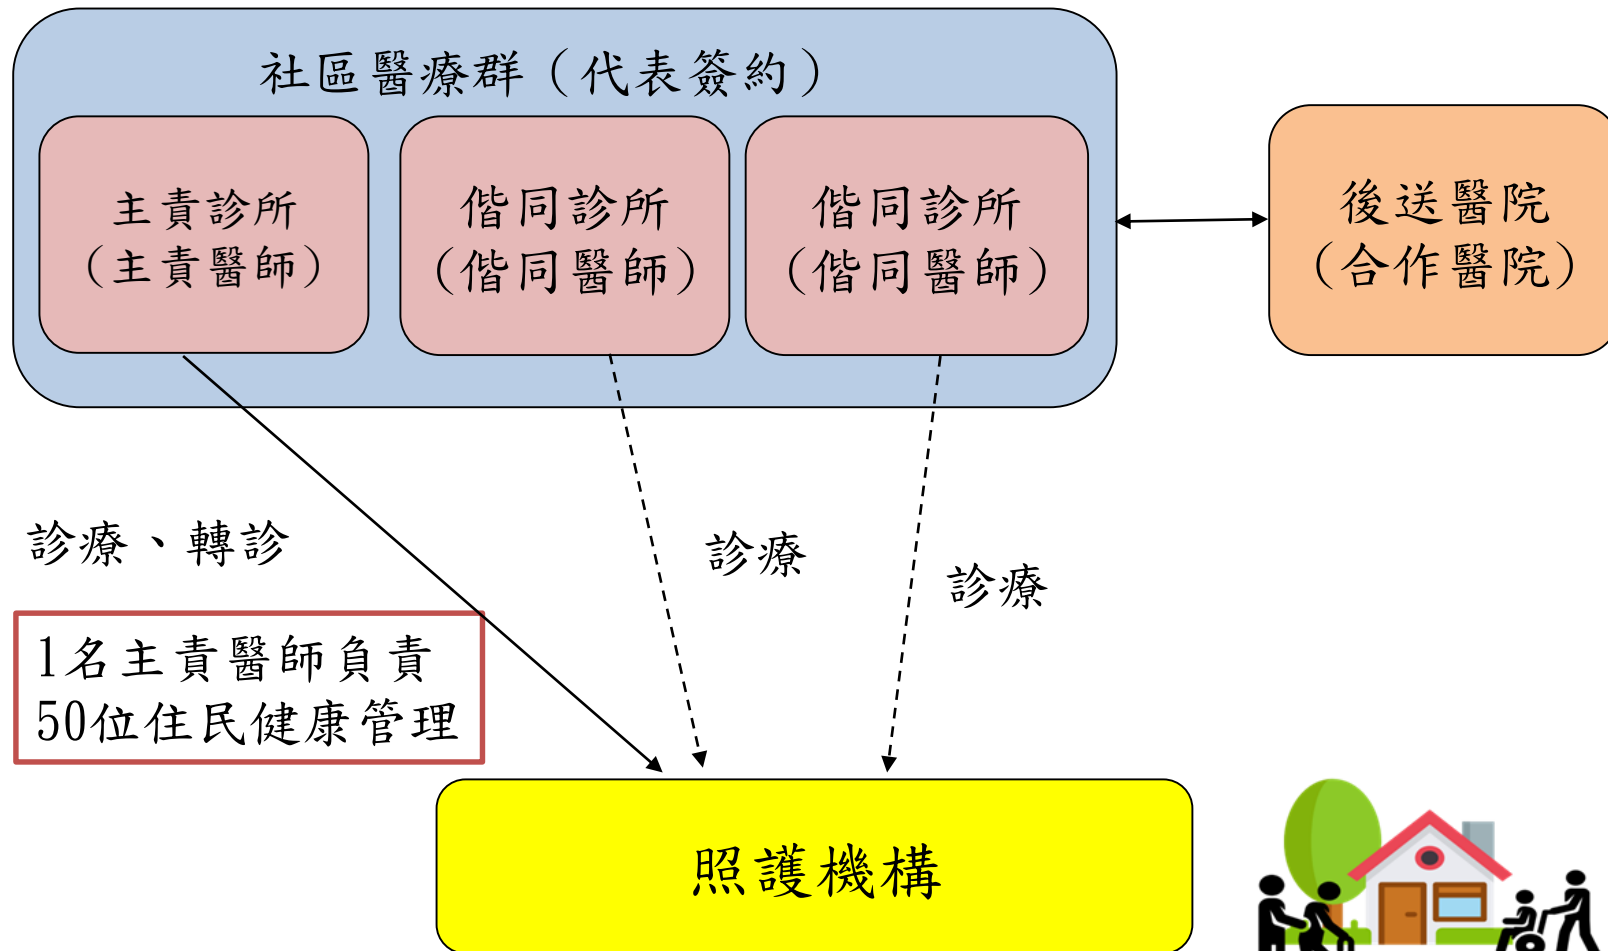 社區醫療群（代表簽約）
主責診所
（主責醫師）
偕同診所
（偕同醫師）
偕同診所
（偕同醫師）
後送醫院
（合作醫院）
診療、轉診
診療
診療
1名主責醫師負責
50位住民健康管理
照護機構